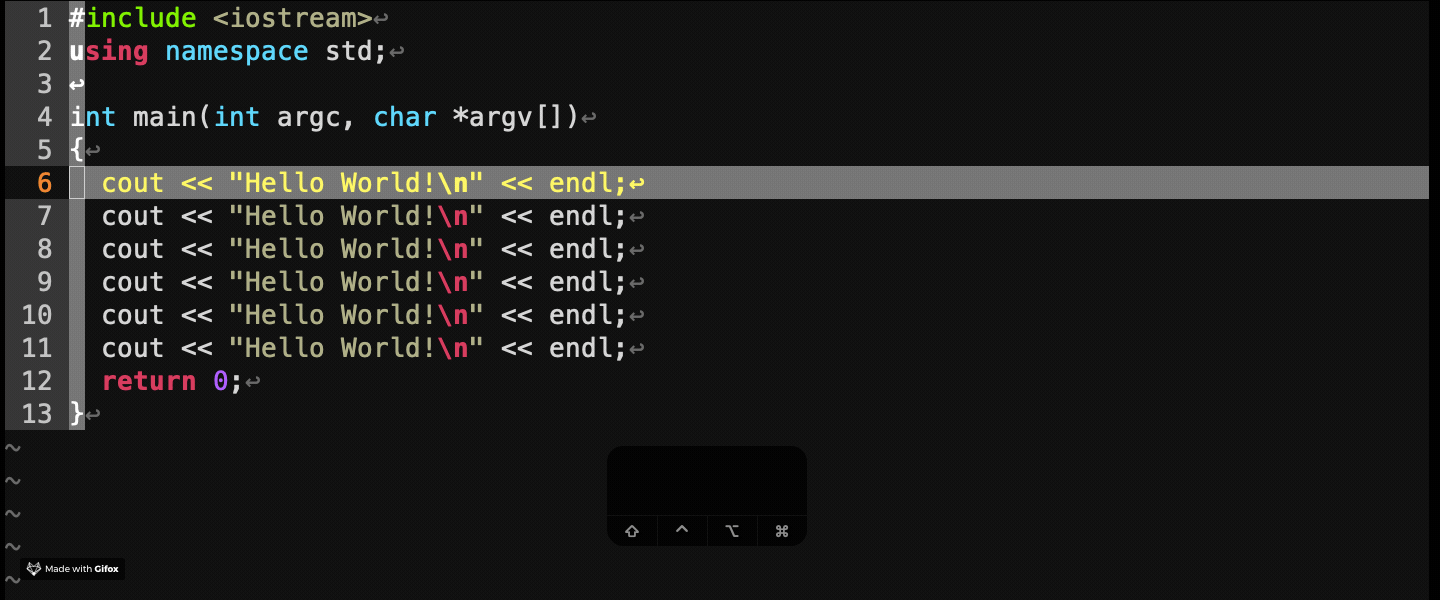 1 #include <iostream>↩
2 using namespace std;↩
3 ↩
4 int main(int argc, char *argv[])↩
5 {↩
6   cout << "Hello World!\n" << endl;↩
7   cout << "Hello World!\n" << endl;↩
8   cout << "Hello World!\n" << endl;↩
9   cout << "Hello World!\n" << endl;↩
10   cout << "Hello World!\n" << endl;↩
11   cout << "Hello World!\n" << endl;↩
12   return 0;↩
13 }↩
~
~
~
~
~
⇧ ⌃ ⌥ ⌘
Made with Gifox